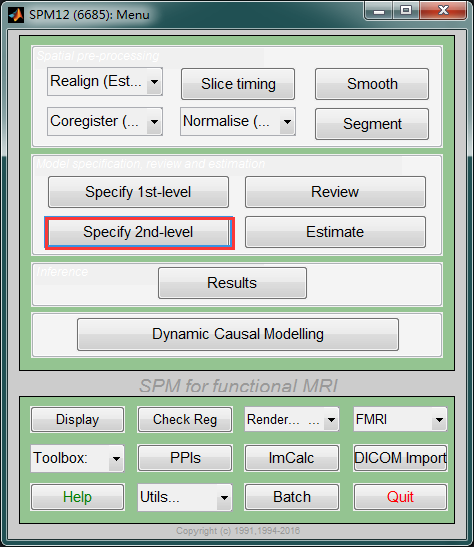 SPM12 (6685): Menu
Spatial pre-processing
Realign (Est...
Slice timing
Smooth
Coregister (...
Normalise (...
Segment
Model specification, review and estimation
Specify 1st-level
Review
Specify 2nd-level
Estimate
Inference
Results
Dynamic Causal Modelling
SPM for functional MRI
Display
Check Reg
Render... ...
FMRI
Toolbox:
PPIs
ImCalc
DICOM Import
Help
Utils...
Batch
Quit
Copyright (c) 1991,1994-2016